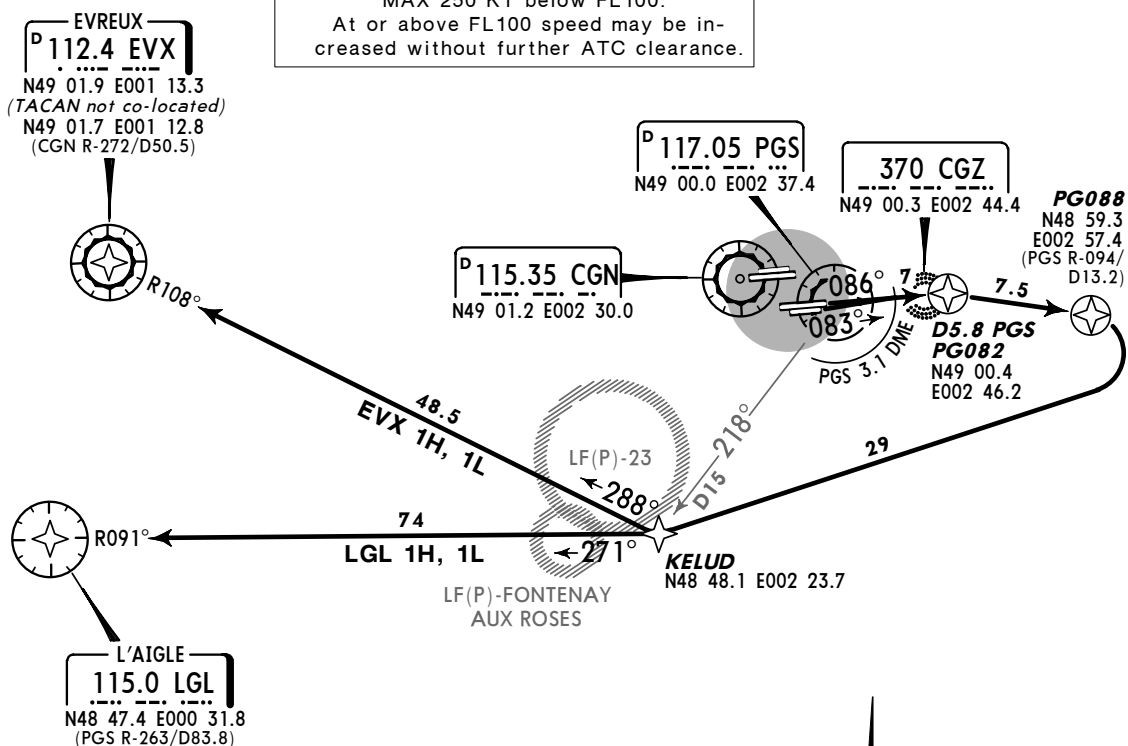 MAX 250 KT below FL100.
At or above FL100 speed may be in-
creased without further ATC clearance.
EVREUX
D 112.4 EVX
N49 01.9 E001 13.3
(TACAN not co-located)
N49 01.7 E001 12.8
(CGN R-272/D50.5)
D 117.05 PGS
N49 00.0 E002 37.4
370 CGZ
N49 00.3 E002 44.4
PG088
N48 59.3
E002 57.4
(PGS R-094/
D13.2)
D 115.35 CGN
N49 01.2 E002 30.0
R108°
086°
7
7.5
083°
PGS 3.1 DME
D5.8 PGS
PG082
N49 00.4
E002 46.2
48.5
EVX 1H, 1L
LF(P)-23
218°
D15
29
288°
R091°
74
LGL 1H, 1L
271°
KELUD
N48 48.1 E002 23.7
LF(P)-FONTENAY
AUX ROSES
L'AIGLE
115.0 LGL
N48 47.4 E000 31.8
(PGS R-263/D83.8)